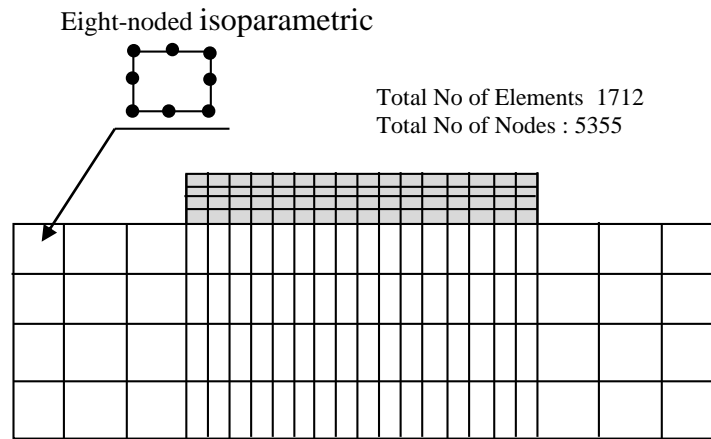 Eight-noded isoparametric
Total No of Elements 1712
Total No of Nodes : 5355